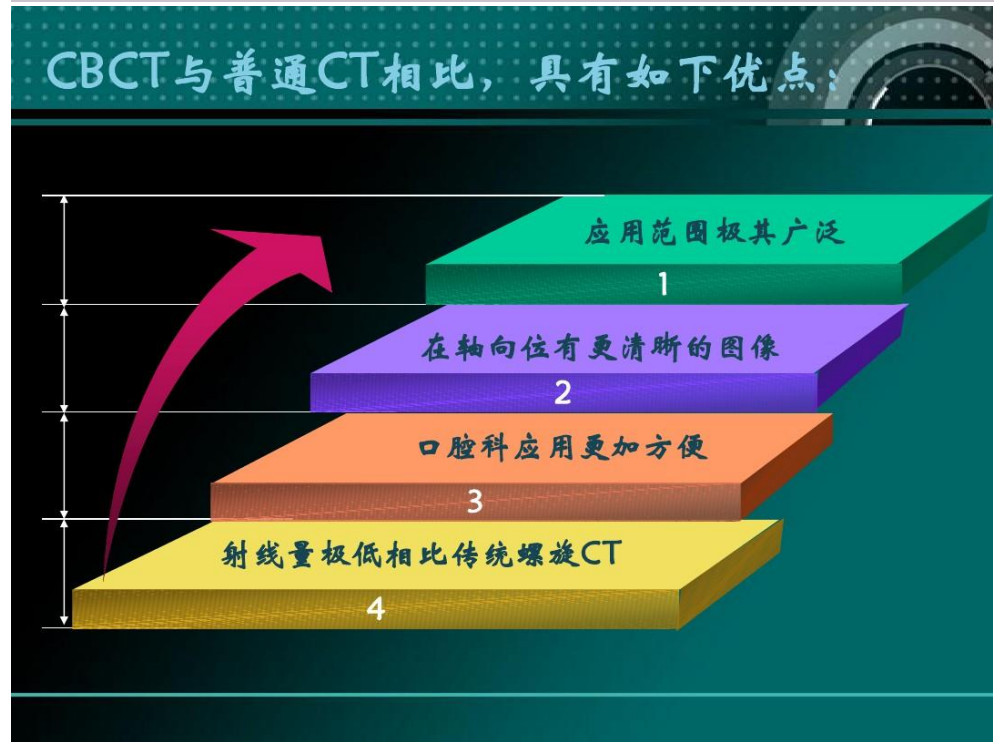 CBCT与普通CT相比，具有如下优点：
应用范围极其广泛
1
在轴向位有更清晰的图像
2
口腔科应用更加方便
3
射线量极低相比传统螺旋CT
4